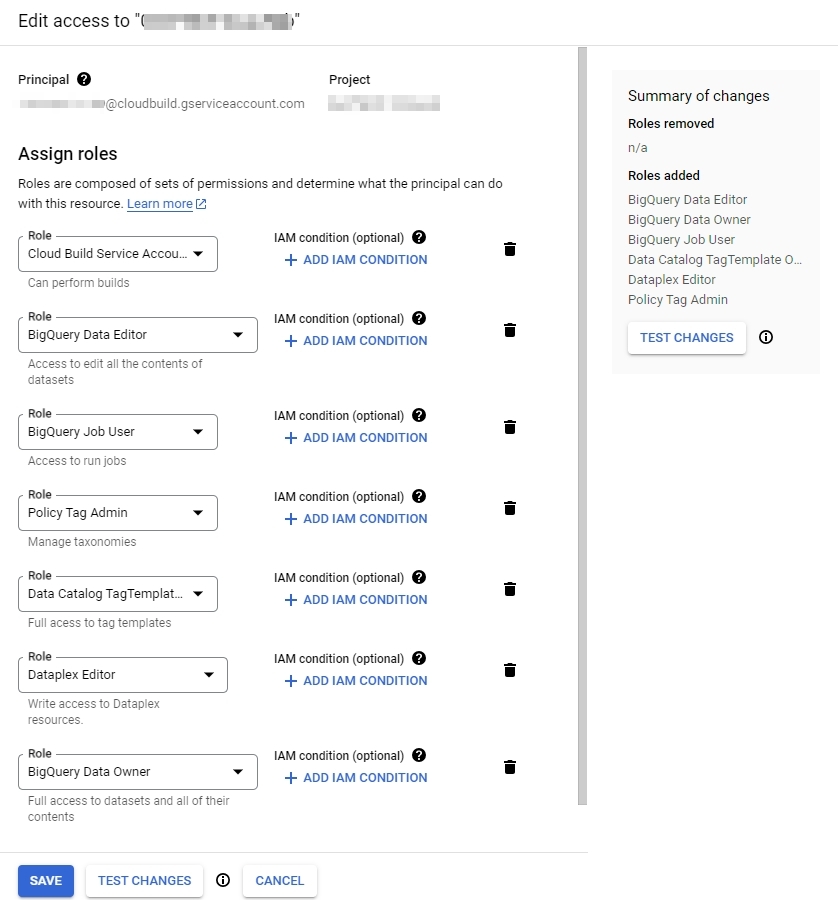 Edit access to " "
Principal
Project
@cloudbuild.gserviceaccount.com
Assign roles
Roles are composed of sets of permissions and determine what the principal can do
with this resource. Learn more
Role
Cloud Build Service Accou...
Can perform builds
IAM condition (optional)
+ ADD IAM CONDITION
Role
BigQuery Data Editor
Access to edit all the contents of
datasets
IAM condition (optional)
+ ADD IAM CONDITION
Role
BigQuery Job User
Access to run jobs
IAM condition (optional)
+ ADD IAM CONDITION
Role
Policy Tag Admin
Manage taxonomies
IAM condition (optional)
+ ADD IAM CONDITION
Role
Data Catalog TagTemplat...
Full acess to tag templates
IAM condition (optional)
+ ADD IAM CONDITION
Role
Dataplex Editor
Write access to Dataplex
resources.
IAM condition (optional)
+ ADD IAM CONDITION
Role
BigQuery Data Owner
Full access to datasets and all of their
contents
IAM condition (optional)
+ ADD IAM CONDITION
SAVE
TEST CHANGES
CANCEL
Summary of changes
Roles removed
n/a
Roles added
BigQuery Data Editor
BigQuery Data Owner
BigQuery Job User
Data Catalog TagTemplate O...
Dataplex Editor
Policy Tag Admin
TEST CHANGES